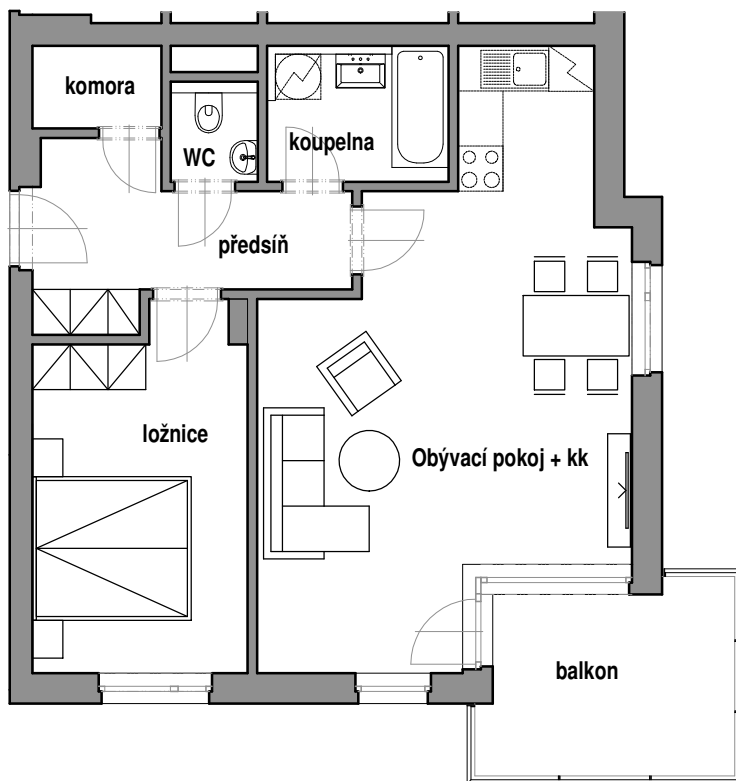 komora
WC
koupelna
předsíň
ložnice
Obývací pokoj + kk
balkon